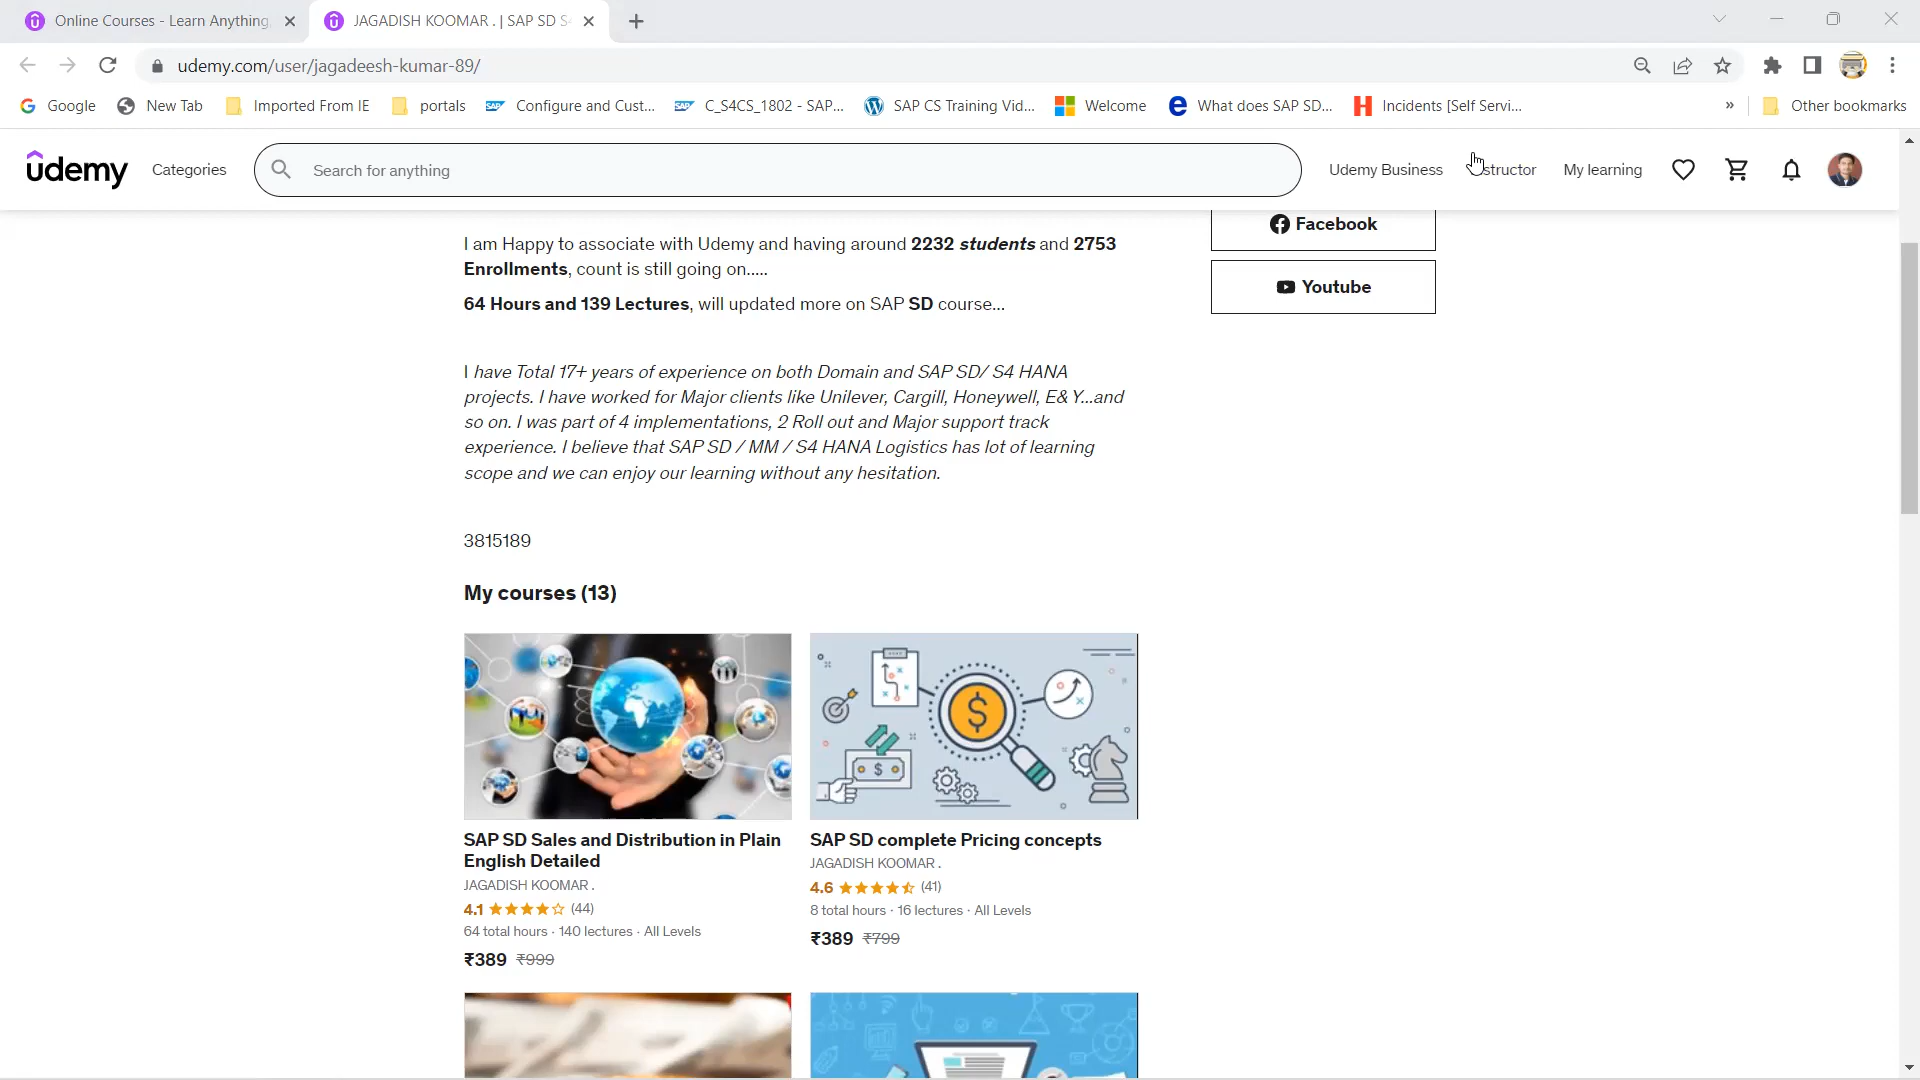 Online Courses - Learn Anything,
JAGADISH KOOMAR . | SAP SD S
udemy.com/user/jagadeesh-kumar-89/
Google
New Tab
Imported From IE
portals
Configure and Cust...
C_S4CS_1802 - SAP...
SAP CS Training Vid...
Welcome
What does SAP SD...
Incidents [Self Servi...
»
Other bookmarks
udemy
Categories
Search for anything
Udemy Business
structor
My learning
Facebook
Youtube
I am Happy to associate with Udemy and having around 2232 students and 2753
Enrollments, count is still going on.....
64 Hours and 139 Lectures, will updated more on SAP SD course...
I have Total 17+ years of experience on both Domain and SAP SD/ S4 HANA
projects. I have worked for Major clients like Unilever, Cargill, Honeywell, E& Y...and
so on. I was part of 4 implementations, 2 Roll out and Major support track
experience. I believe that SAP SD / MM / S4 HANA Logistics has lot of learning
scope and we can enjoy our learning without any hesitation.
3815189
My courses (13)
SAP SD Sales and Distribution in Plain
English Detailed
JAGADISH KOOMAR .
4.1 (44)
64 total hours · 140 lectures · All Levels
₹389 ₹999
SAP SD complete Pricing concepts
JAGADISH KOOMAR .
4.6 (41)
8 total hours · 16 lectures · All Levels
₹389 ₹799